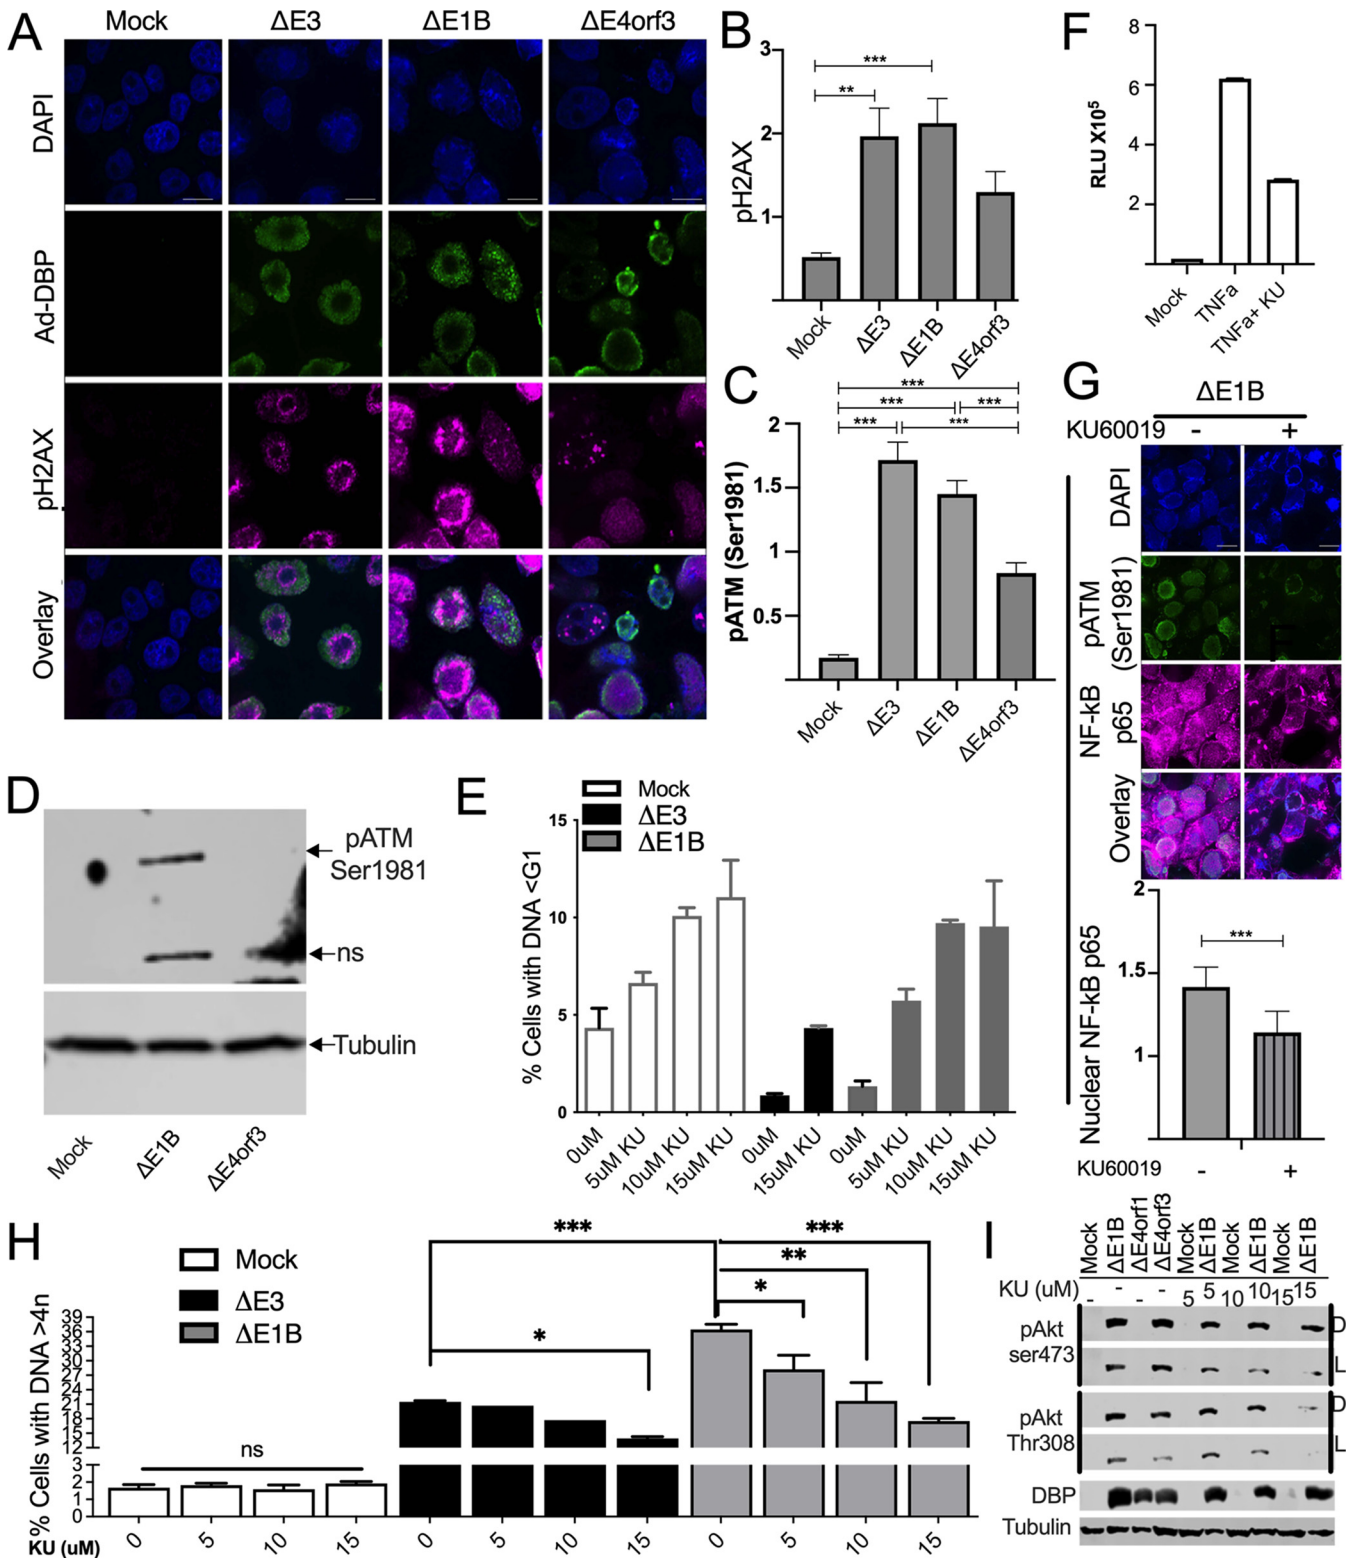 A
Mock
ΔE3
ΔE1B
ΔE4orf3
DAPI
Ad-DBP
pH2AX
Overlay
B
3
2
1
pH2AX
***
**
Mock
ΔE3
ΔE1B
ΔE4orf3
C
2
1.5
1
0.5
pATM (Ser1981)
***
*** ***
*** ***
Mock
ΔE3
ΔE1B
ΔE4orf3
F
8
6
4
2
RLU X10⁵
Mock
TNFa
TNFa+ KU
G
ΔE1B
KU60019 - +
DAPI
pATM
(Ser1981)
F
NF-kB
p65
Overlay
2
1.5
1
Nuclear NF-kB p65
***
KU60019 - +
D
pATM
Ser1981
ns
Tubulin
Mock
ΔE1B
ΔE4orf3
E
Mock
ΔE3
ΔE1B
15
10
5
0
% Cells with DNA <G1
0uM
5uM KU
10uM KU
15uM KU
0uM
15uM KU
0uM
5uM KU
10uM KU
15uM KU
H
Mock
ΔE3
ΔE1B
% Cells with DNA >4n
39
36
33
30
27
24
21
18
15
12
3
2
1
0
ns
***
*
***
**
*
KU (uM)
0 5 10 15 0 5 10 15 0 5 10 15
I
Mock
ΔE1B
ΔE4orf1
ΔE4orf3
Mock
ΔE1B
Mock
ΔE1B
Mock
ΔE1B
KU (uM) - - - - 5 5 10 10 15 15
pAkt
ser473
D
L
pAkt
Thr308
D
L
DBP
Tubulin